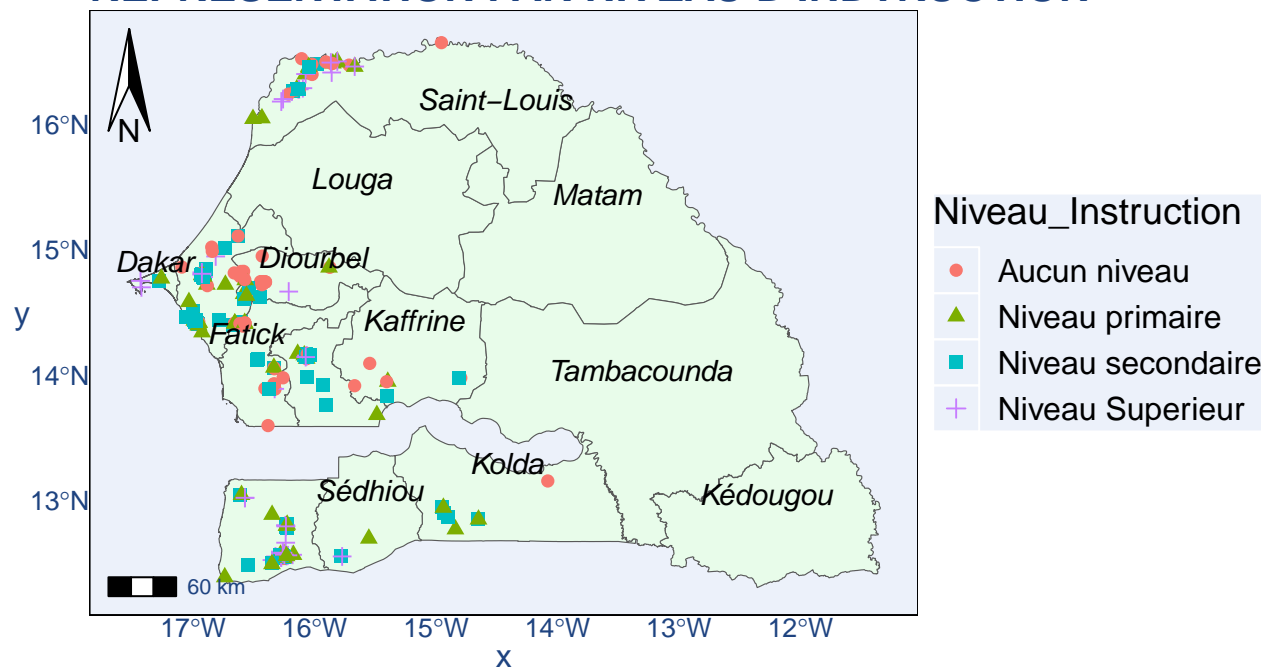 Saint−Louis
Louga
Matam
Dakar
Diourbel
Fatick
Kaffrine
Tambacounda
Kolda
Sédhiou
Kédougou
N
60 km
16°N
15°N
14°N
13°N
17°W 16°W 15°W 14°W 13°W 12°W
x
y
Niveau_Instruction
Aucun niveau
Niveau primaire
Niveau secondaire
Niveau Superieur